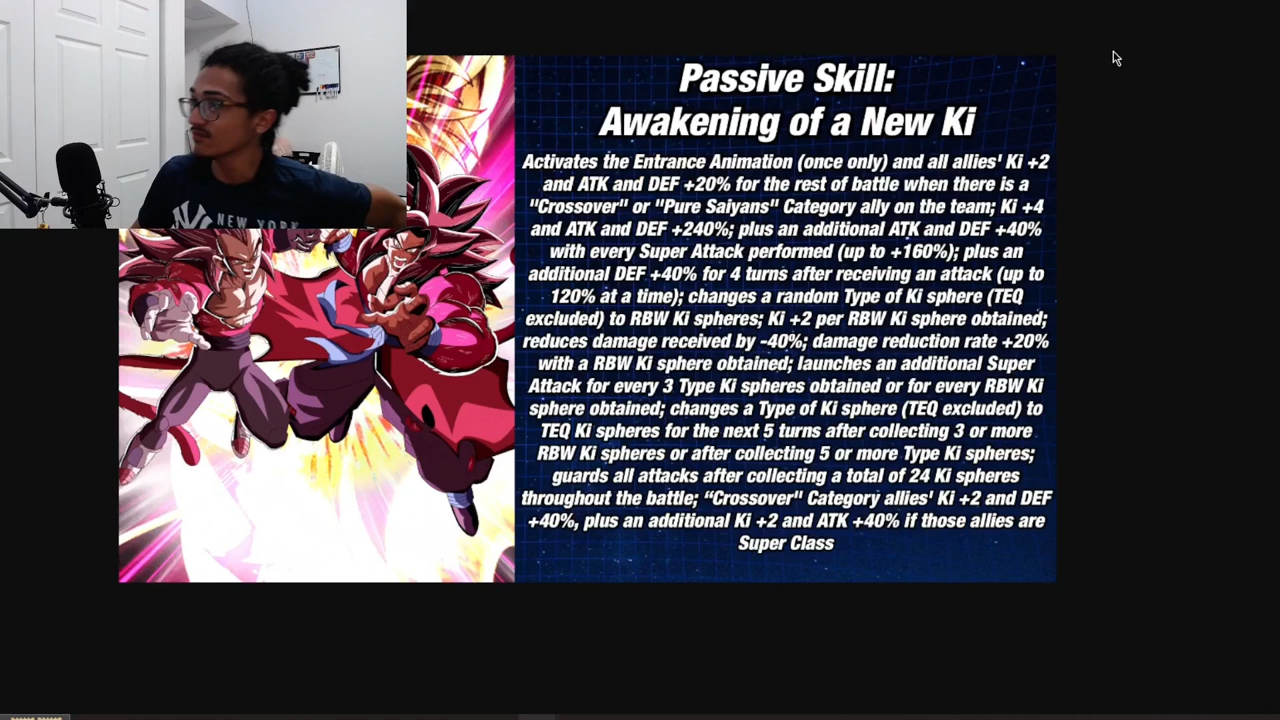 NEW YORK
Passive Skill:
Awakening of a New Ki
Activates the Entrance Animation (once only) and all allies' Ki +2
and ATK and DEF +20% for the rest of battle when there is a
"Crossover" or "Pure Saiyans" Category ally on the team; Ki +4
and ATK and DEF +240%; plus an additional ATK and DEF +40%
with every Super Attack performed (up to +160%); plus an
additional DEF +40% for 4 turns after receiving an attack (up to
120% at a time); changes a random Type of Ki sphere (TEQ
excluded) to RBW Ki spheres; Ki +2 per RBW Ki sphere obtained;
reduces damage received by -40%; damage reduction rate +20%
with a RBW Ki sphere obtained; launches an additional Super
Attack for every 3 Type Ki spheres obtained or for every RBW Ki
sphere obtained; changes a Type of Ki sphere (TEQ excluded) to
TEQ Ki spheres for the next 5 turns after collecting 3 or more
RBW Ki spheres or after collecting 5 or more Type Ki spheres;
guards all attacks after collecting a total of 24 Ki spheres
throughout the battle; “Crossover" Category allies' Ki +2 and DEF
+40%, plus an additional Ki +2 and ATK +40% if those allies are
Super Class